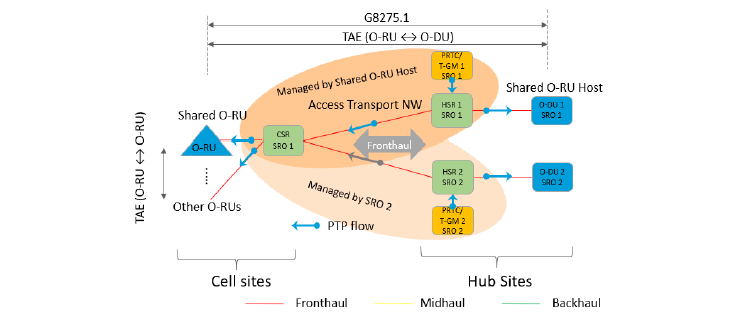 G8275.1
TAE (O-RU ↔ O-DU)
PRTC/
T-GM 1
SRO 1
Managed by Shared O-RU Host
Shared O-RU Host
Access Transport NW
HSR 1
SRO 1
O-DU 1
SRO 1
Shared O-RU
O-RU
CSR
SRO 1
Fronthaul
TAE (O-RU ↔ O-RU)
HSR 2
SRO 2
O-DU 2
SRO 2
Managed by SRO 2
Other O-RUs
PRTC/
T-GM 2
SRO 2
PTP flow
Cell sites
Hub Sites
Fronthaul
Midhaul
Backhaul